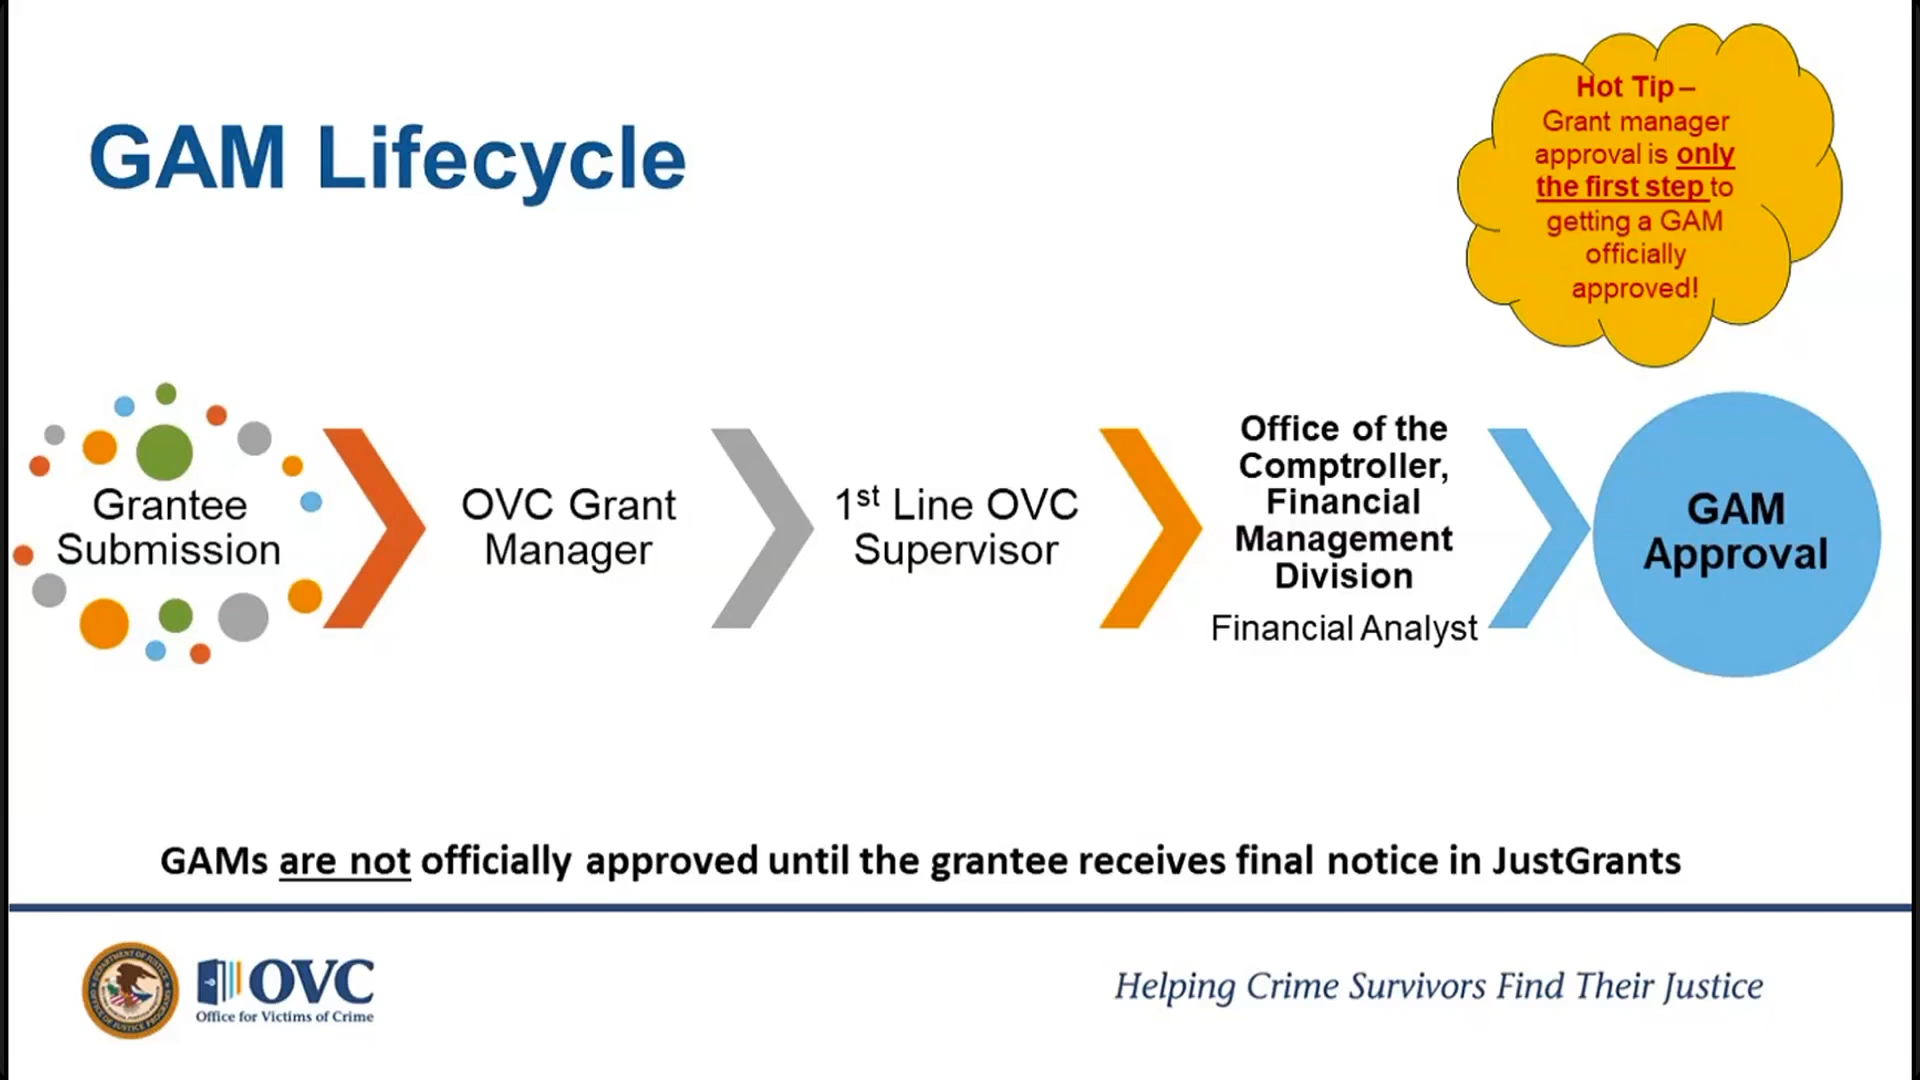 GAM Lifecycle
Hot Tip –
Grant manager
approval is only
the first step to
getting a GAM
officially
approved!
Grantee
Submission
OVC Grant
Manager
1st Line OVC
Supervisor
Office of the
Comptroller,
Financial
Management
Division
Financial Analyst
GAM
Approval
GAMs are not officially approved until the grantee receives final notice in JustGrants
OVC
Office for Victims of Crime
Helping Crime Survivors Find Their Justice